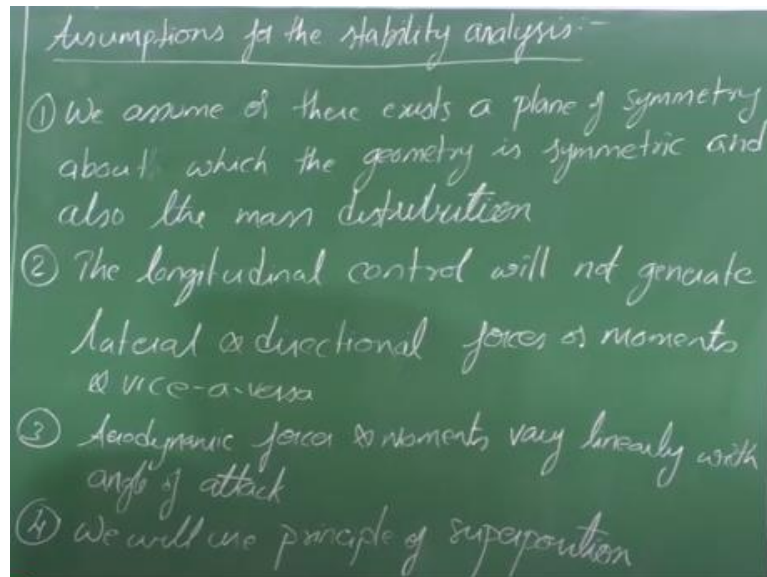 Assumptions for the stability analysis:-
① We assume of there exists a plane of symmetry
about which the geometry is symmetric and
also the mass distribution
② The longitudinal control will not generate
lateral & directional forces or moments
& vice-a-versa
③ Aerodynamic forces & moments vary linearly with
angle of attack
④ We will use principle of superposition